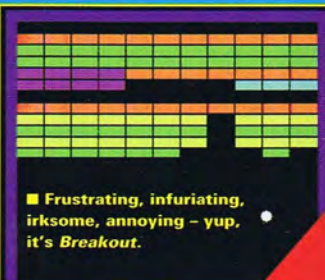 ■ Frustrating, infuriating,
irksome, annoying – yup,
it's Breakout.